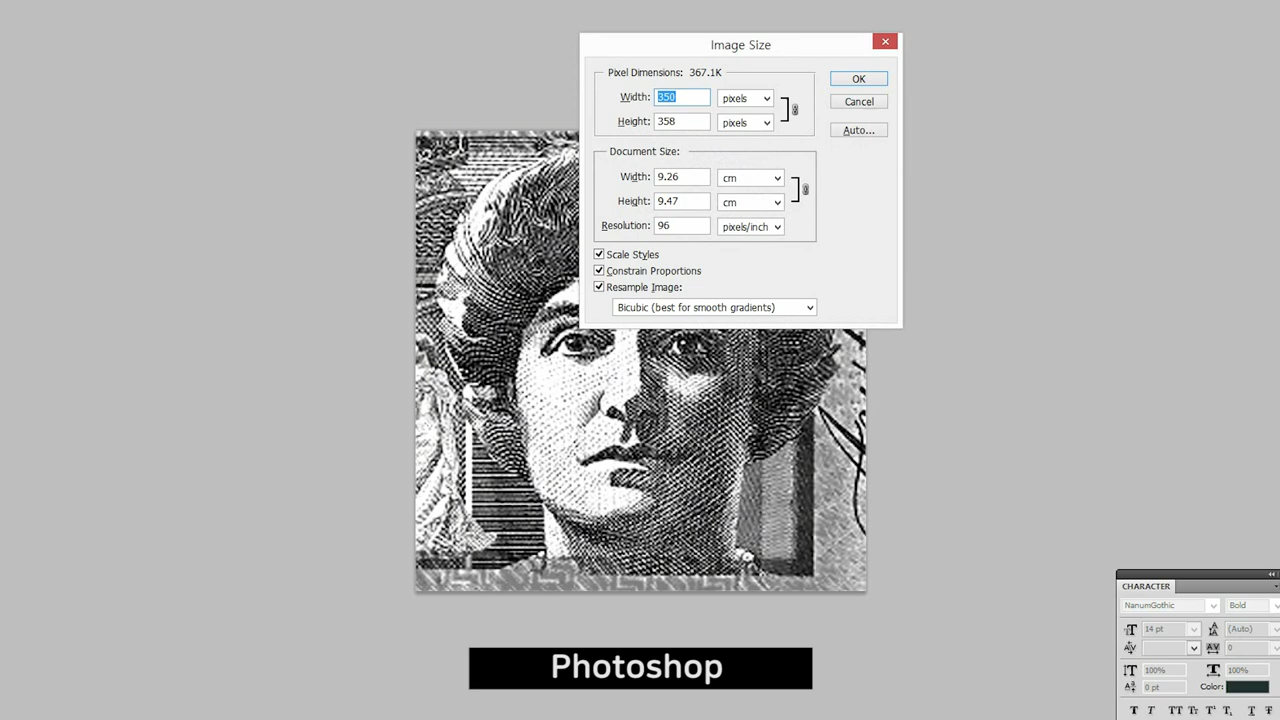 Image Size
Pixel Dimensions: 367.1K
Width: 350 pixels
Height: 358 pixels
OK
Cancel
Auto...
Document Size:
Width: 9.26 cm
Height: 9.47 cm
Resolution: 96 pixels/inch
Scale Styles
Constrain Proportions
Resample Image:
Bicubic (best for smooth gradients)
Photoshop
CHARACTER
NanumGothic Bold
14 pt (Auto)
0
100% 100%
0 pt Color: